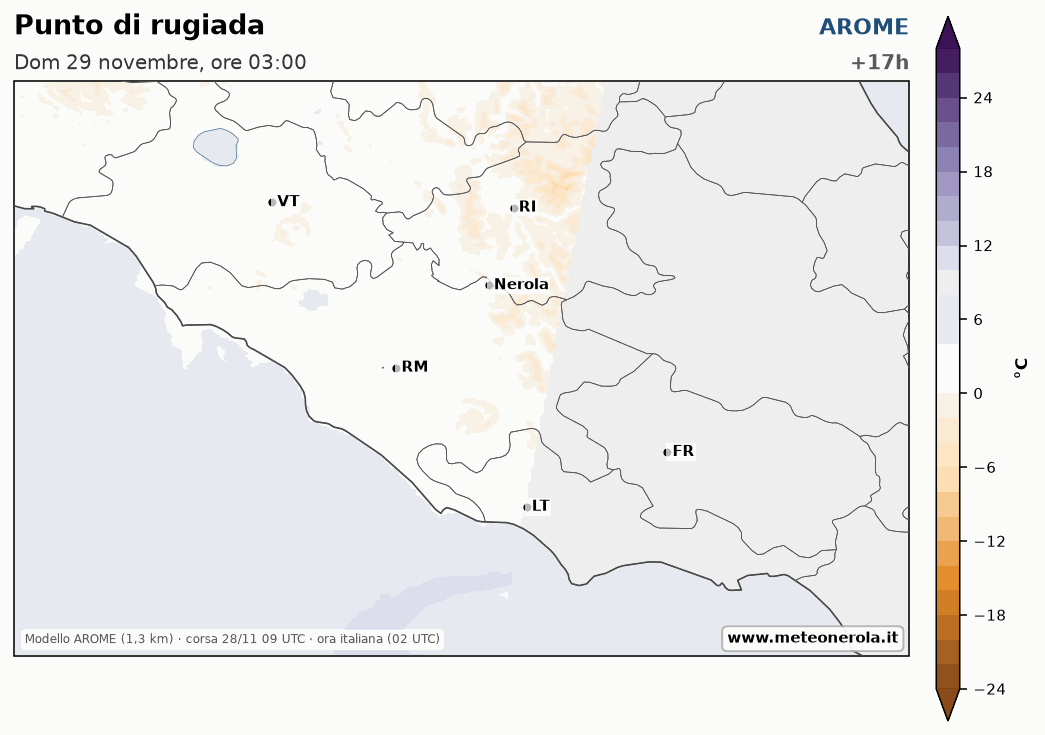 Punto di rugiada
AROME
Dom 29 novembre, ore 03:00
+17h
24
18
12
6
0
−6
−12
−18
−24
°C
VT
RI
Nerola
RM
FR
LT
Modello AROME (1,3 km) · corsa 28/11 09 UTC · ora italiana (02 UTC)
www.meteonerola.it